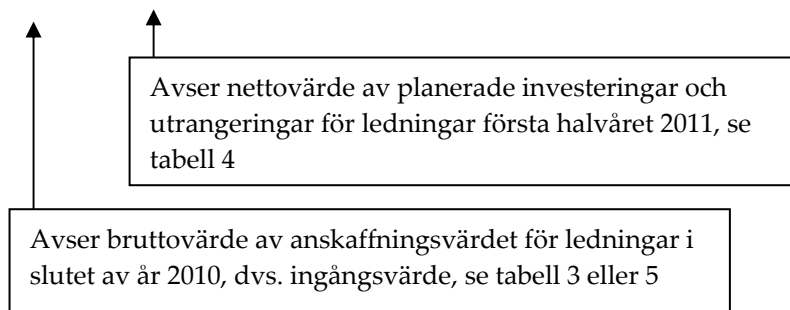 Avser nettovärde av planerade investeringar och
utrangeringar för ledningar första halvåret 2011, se
tabell 4
Avser bruttovärde av anskaffningsvärdet för ledningar i
slutet av år 2010, dvs. ingångsvärde, se tabell 3 eller 5